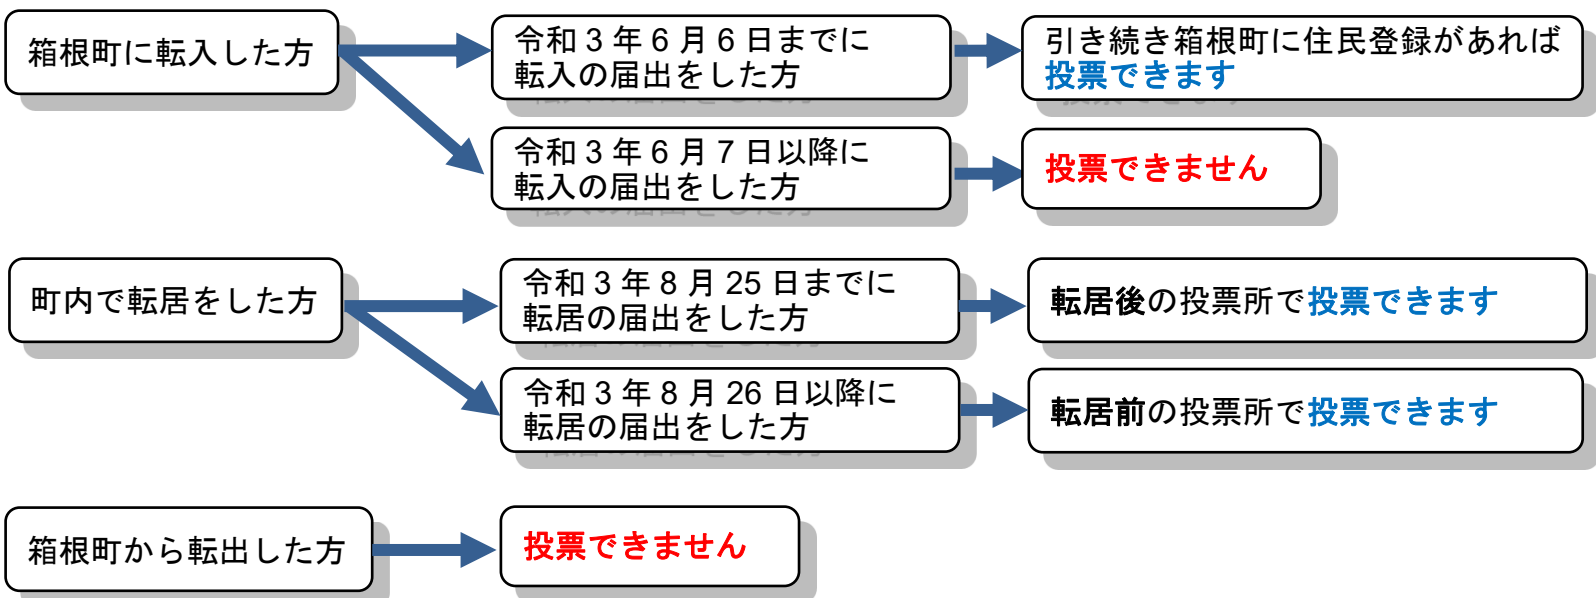 箱根町に転入した方
令和3年6月6日までに
転入の届出をした方
引き続き箱根町に住民登録があれば
投票できます
令和3年6月7日以降に
転入の届出をした方
投票できません
町内で転居をした方
令和3年8月25日までに
転居の届出をした方
転居後の投票所で投票できます
令和3年8月26日以降に
転居の届出をした方
転居前の投票所で投票できます
箱根町から転出した方
投票できません